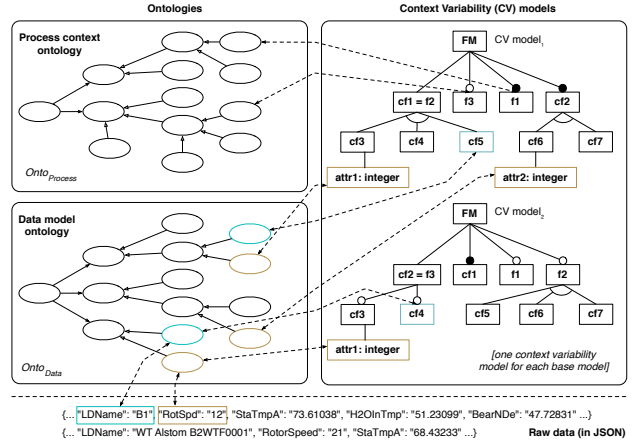 Ontologies
Context Variability (CV) models
Process context
ontology
Onto Process
FM
CV model1
cf1 = f2
f3
f1
cf2
cf3
cf4
cf5
cf6
cf7
attr1: integer
attr2: integer
Data model
ontology
Onto Data
FM
CV model2
cf2 = f3
cf1
f1
f2
cf3
cf4
cf5
cf6
cf7
attr1: integer
[one context variability
model for each base model]
{... "LDName": "B1", "RotSpd": "12", "StaTmpA": "73.61038", "H2OInTmp": "51.23099", "BearNDe": "47.72831" ...}
{... "LDName": "WT Alstom B2WTF0001", "RotorSpeed": "21", "StaTmpA": "68.43233" ...}
Raw data (in JSON)